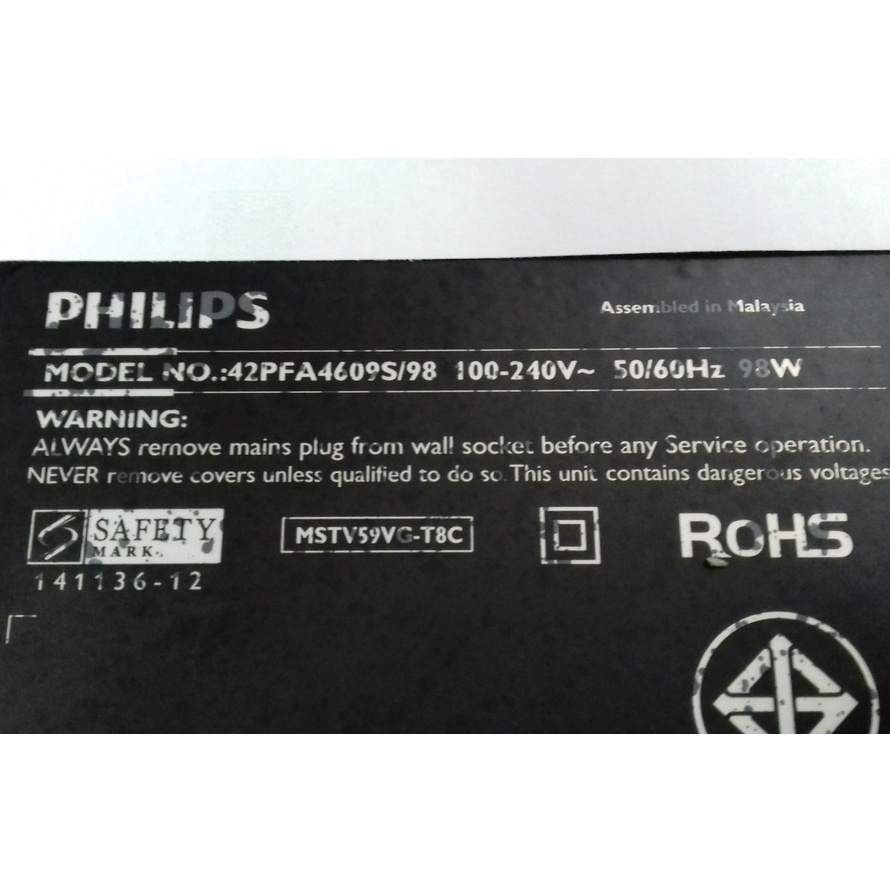 PHILIPS
Assembled in Malaysia
MODEL NO.:42PFA4609S/98 100-240V~ 50/60Hz 98W
WARNING:
ALWAYS remove mains plug from wall socket before any Service operation.
NEVER remove covers unless qualified to do so. This unit contains dangerous voltages
SAFETY
MARK
MSTV59VG-T8C
RoHS
141136-12